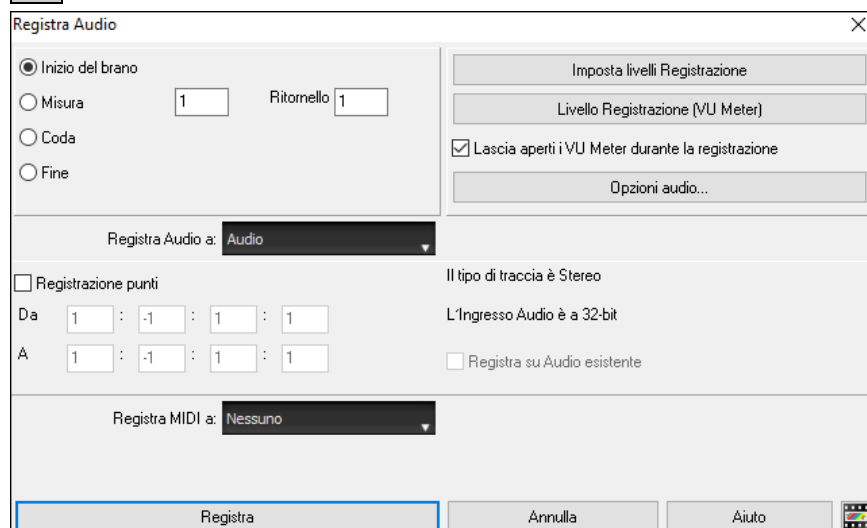 Registra Audio
Inizio del brano
Misura 1 Ritornello 1
Coda
Fine
Imposta livelli Registrazione
Livello Registrazione (VU Meter)
Lascia aperti i VU Meter durante la registrazione
Opzioni audio...
Registra Audio a: Audio
Registrazione punti
Da 1 : -1 : 1 : 1
A 1 : -1 : 1 : 1
Il tipo di traccia è Stereo
L'Ingresso Audio è a 32-bit
Registra su Audio esistente
Registra MIDI a: Nessuno
Registra Annulla Aiuto